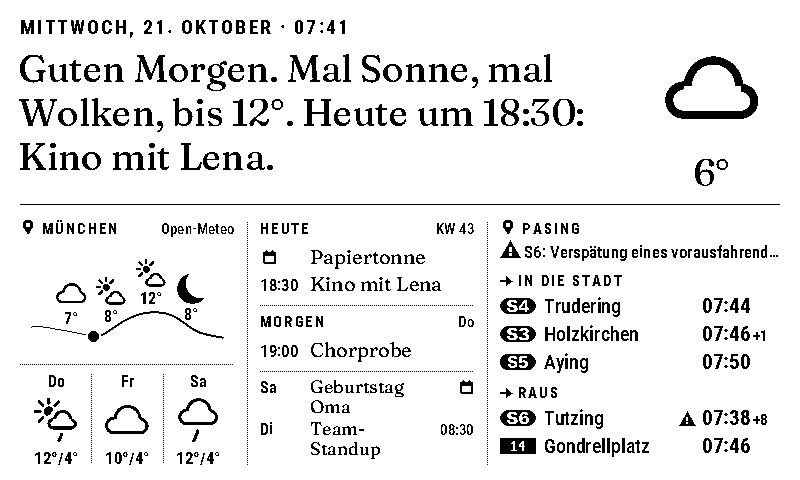 MITTWOCH, 21. OKTOBER · 07:41
Guten Morgen. Mal Sonne, mal
Wolken, bis 12°. Heute um 18:30:
Kino mit Lena.
6°
MÜNCHEN Open-Meteo
7° 8° 12° 8°
Do Fr Sa
12°/4° 10°/4° 12°/4°
HEUTE KW 43
Papiertonne
18:30 Kino mit Lena
MORGEN Do
19:00 Chorprobe
Sa Geburtstag
Oma
Di Team- 08:30
Standup
PASING
S6: Verspätung eines vorausfahrend...
IN DIE STADT
S4 Trudering 07:44
S3 Holzkirchen 07:46 +1
S5 Aying 07:50
RAUS
S6 Tutzing 07:38 +8
14 Gondrellplatz 07:46